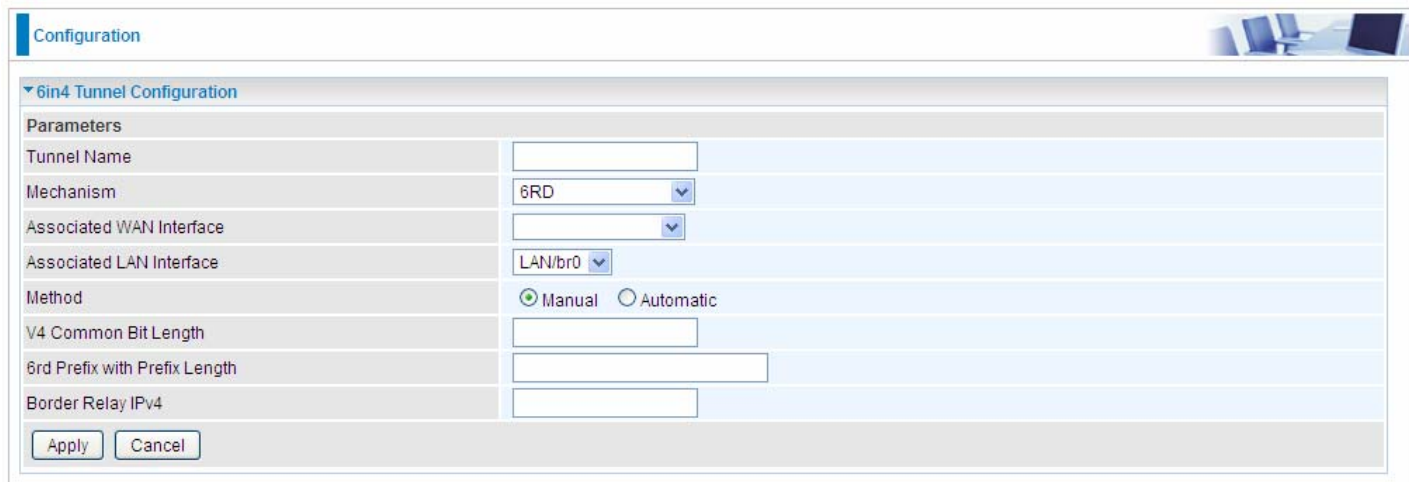 Configuration
6in4 Tunnel Configuration
Parameters
Tunnel Name
Mechanism 6RD
Associated WAN Interface
Associated LAN Interface LAN/br0
Method Manual Automatic
V4 Common Bit Length
6rd Prefix with Prefix Length
Border Relay IPv4
Apply Cancel